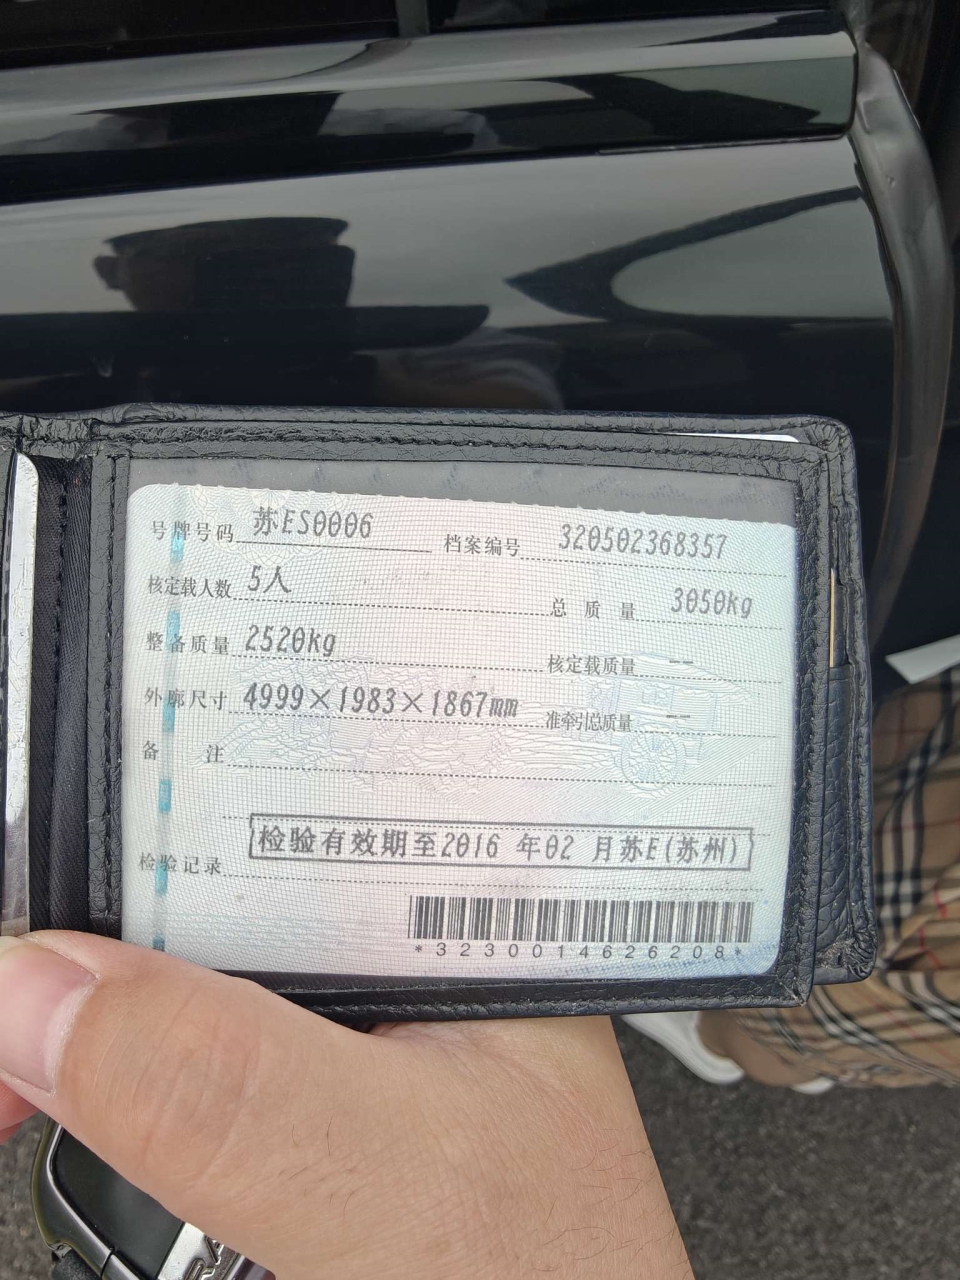 号牌号码 苏ES0006 档案编号 320502368357
核定载人数 5人 总质量 3050kg
整备质量 2520kg 核定载质量 --
外廓尺寸 4999×1983×1867mm 准牵引总质量 --
备注
检验记录 检验有效期至2016 年02 月苏E(苏州)
*3230014626208*